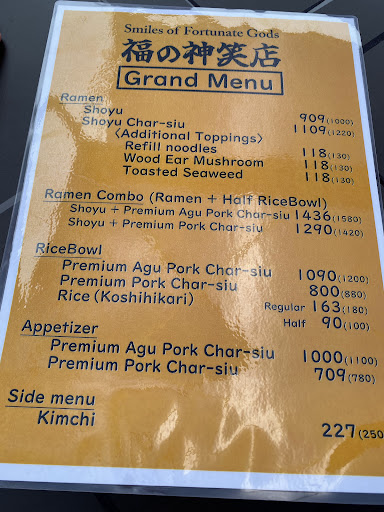 Smiles of Fortunate Gods
福の神笑店
Grand Menu
Ramen
Shoyu 909(1000)
Shoyu Char-siu 1109(1220)
〈Additional Toppings〉
Refill noodles 118(130)
Wood Ear Mushroom 118(130)
Toasted Seaweed 118(130)
Ramen Combo (Ramen + Half RiceBowl)
Shoyu + Premium Agu Pork Char-siu 1436(1580)
Shoyu + Premium Pork Char-siu 1290(1420)
RiceBowl
Premium Agu Pork Char-siu 1090(1200)
Premium Pork Char-siu 800(880)
Rice (Koshihikari) Regular 163(180)
Half 90(100)
Appetizer
Premium Agu Pork Char-siu 1000(1100)
Premium Pork Char-siu 709(780)
Side menu
Kimchi 227(250